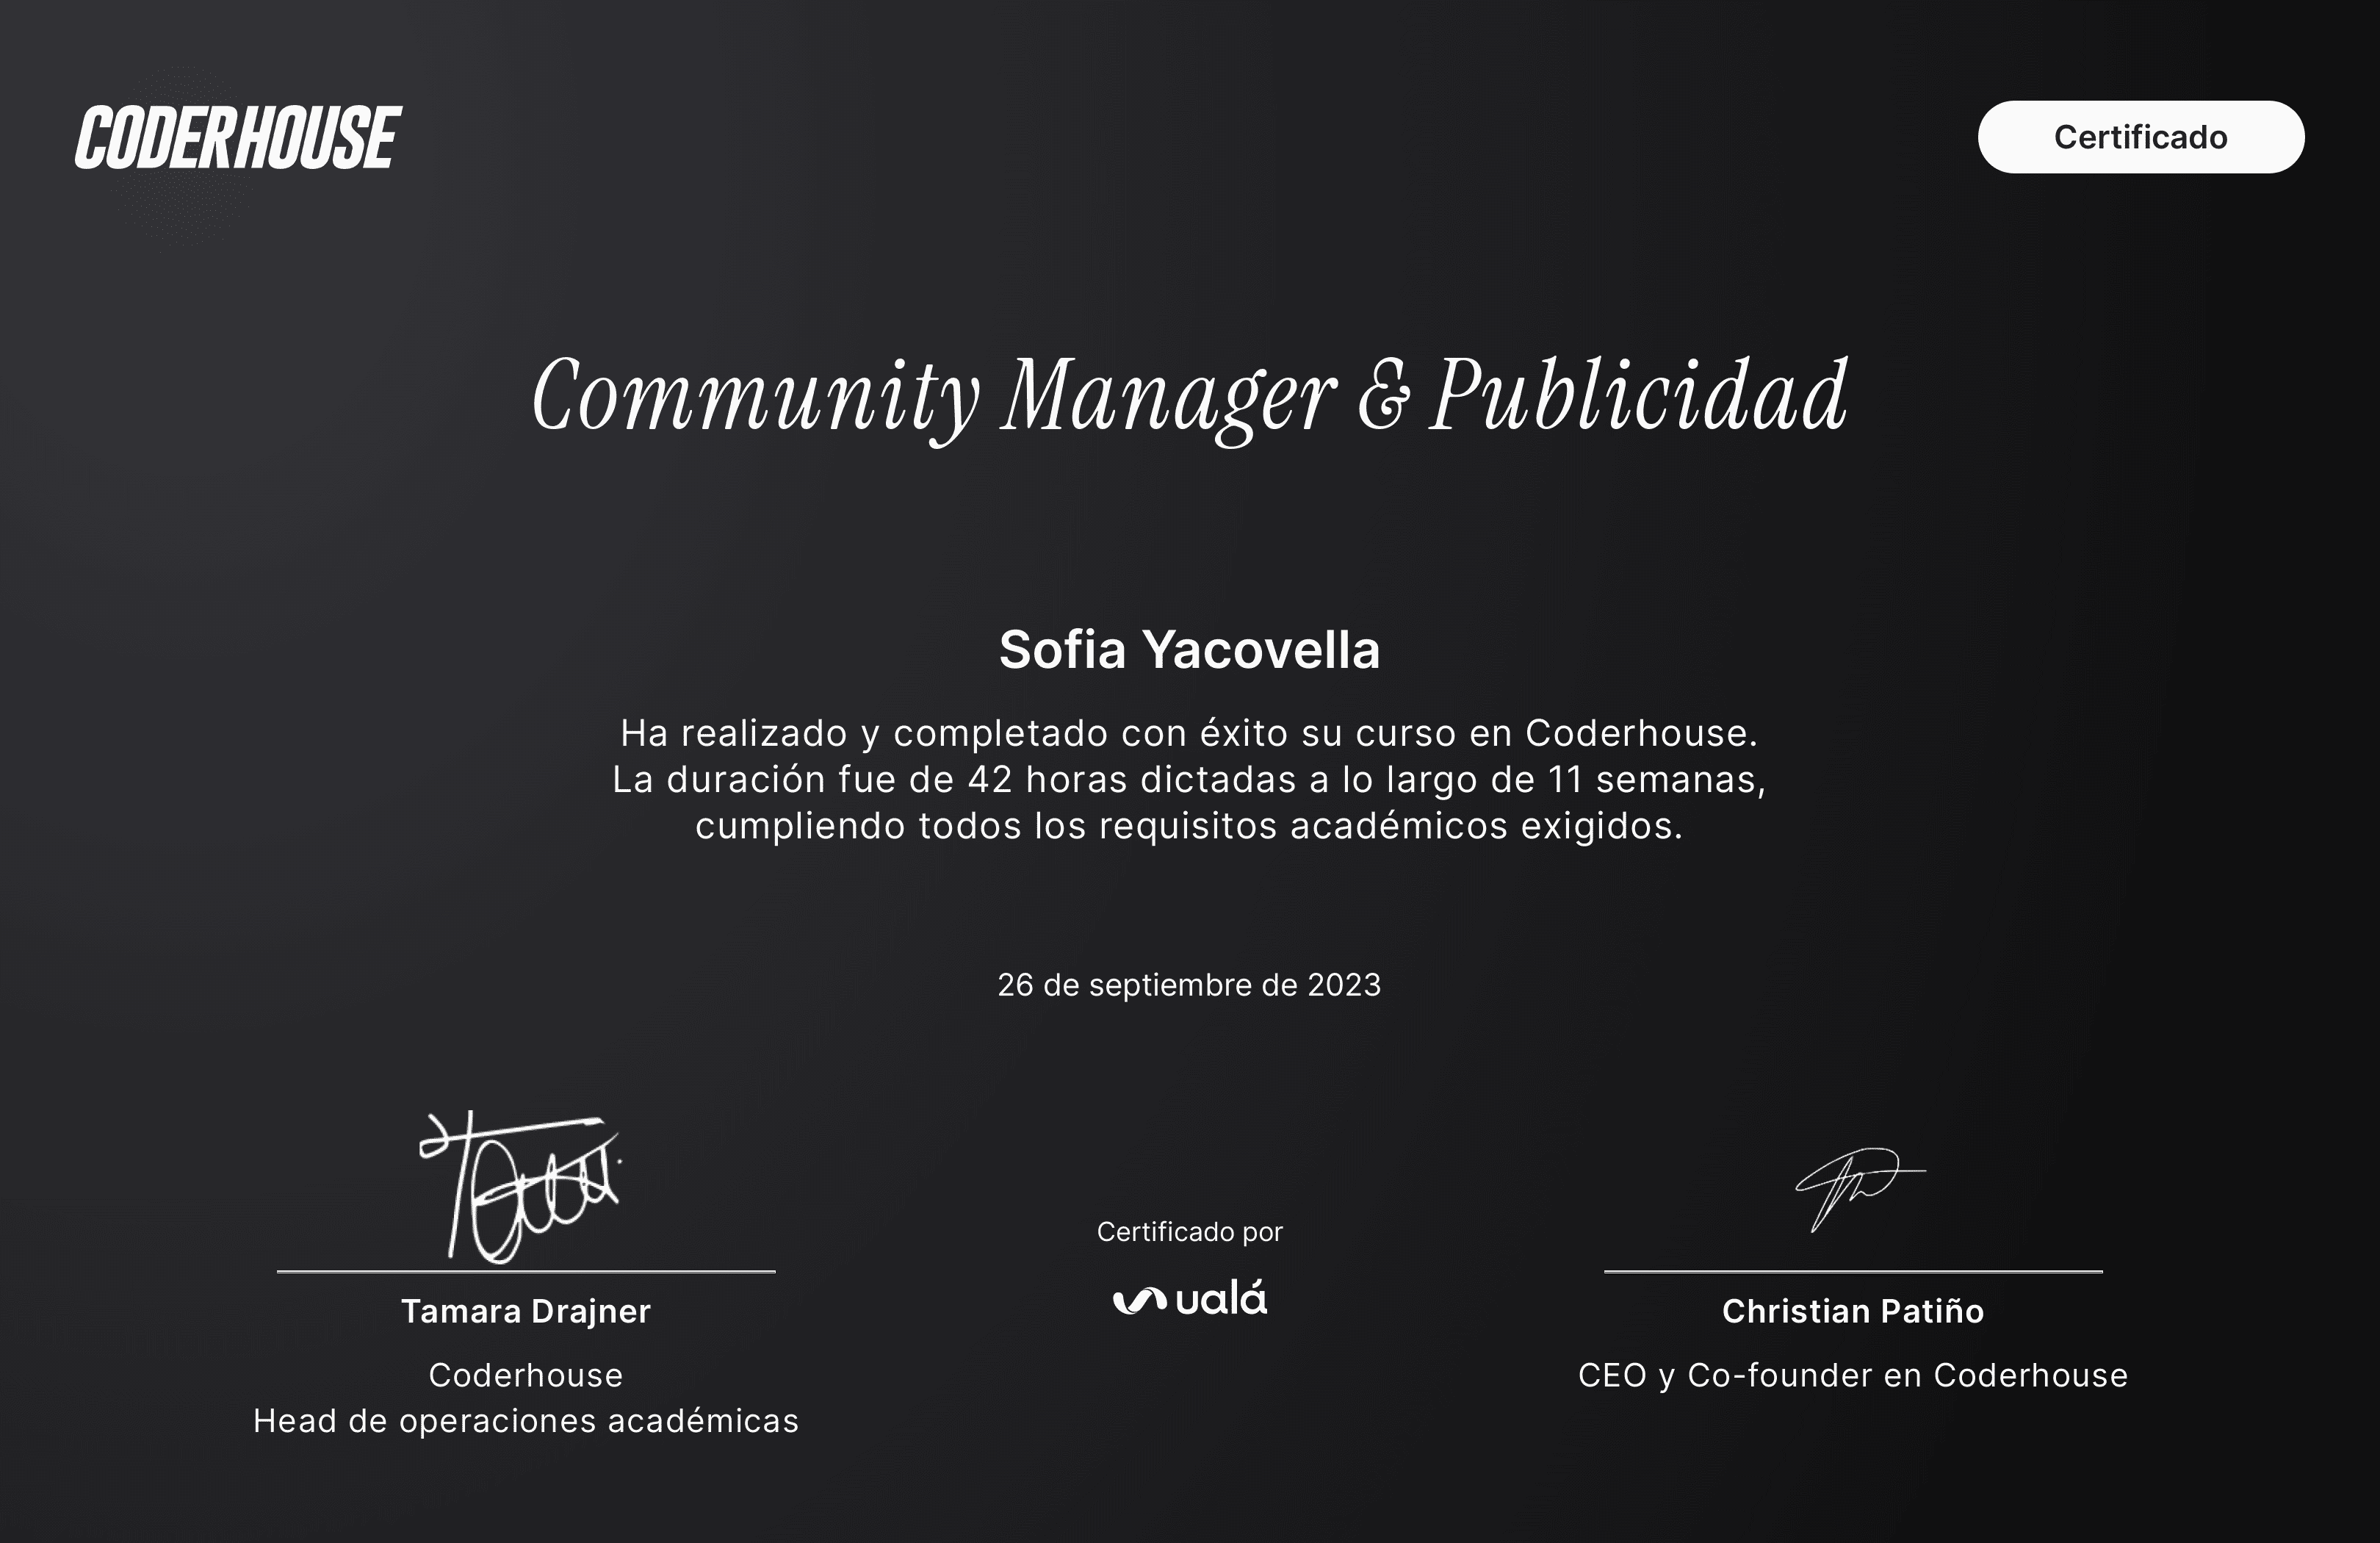 CODERHOUSE
Certificado
Community Manager & Publicidad
Sofia Yacovella
Ha realizado y completado con éxito su curso en Coderhouse.
La duración fue de 42 horas dictadas a lo largo de 11 semanas,
cumpliendo todos los requisitos académicos exigidos.
26 de septiembre de 2023
Tamara Drajner
Coderhouse
Head de operaciones académicas
Certificado por
ualá
Christian Patiño
CEO y Co-founder en Coderhouse